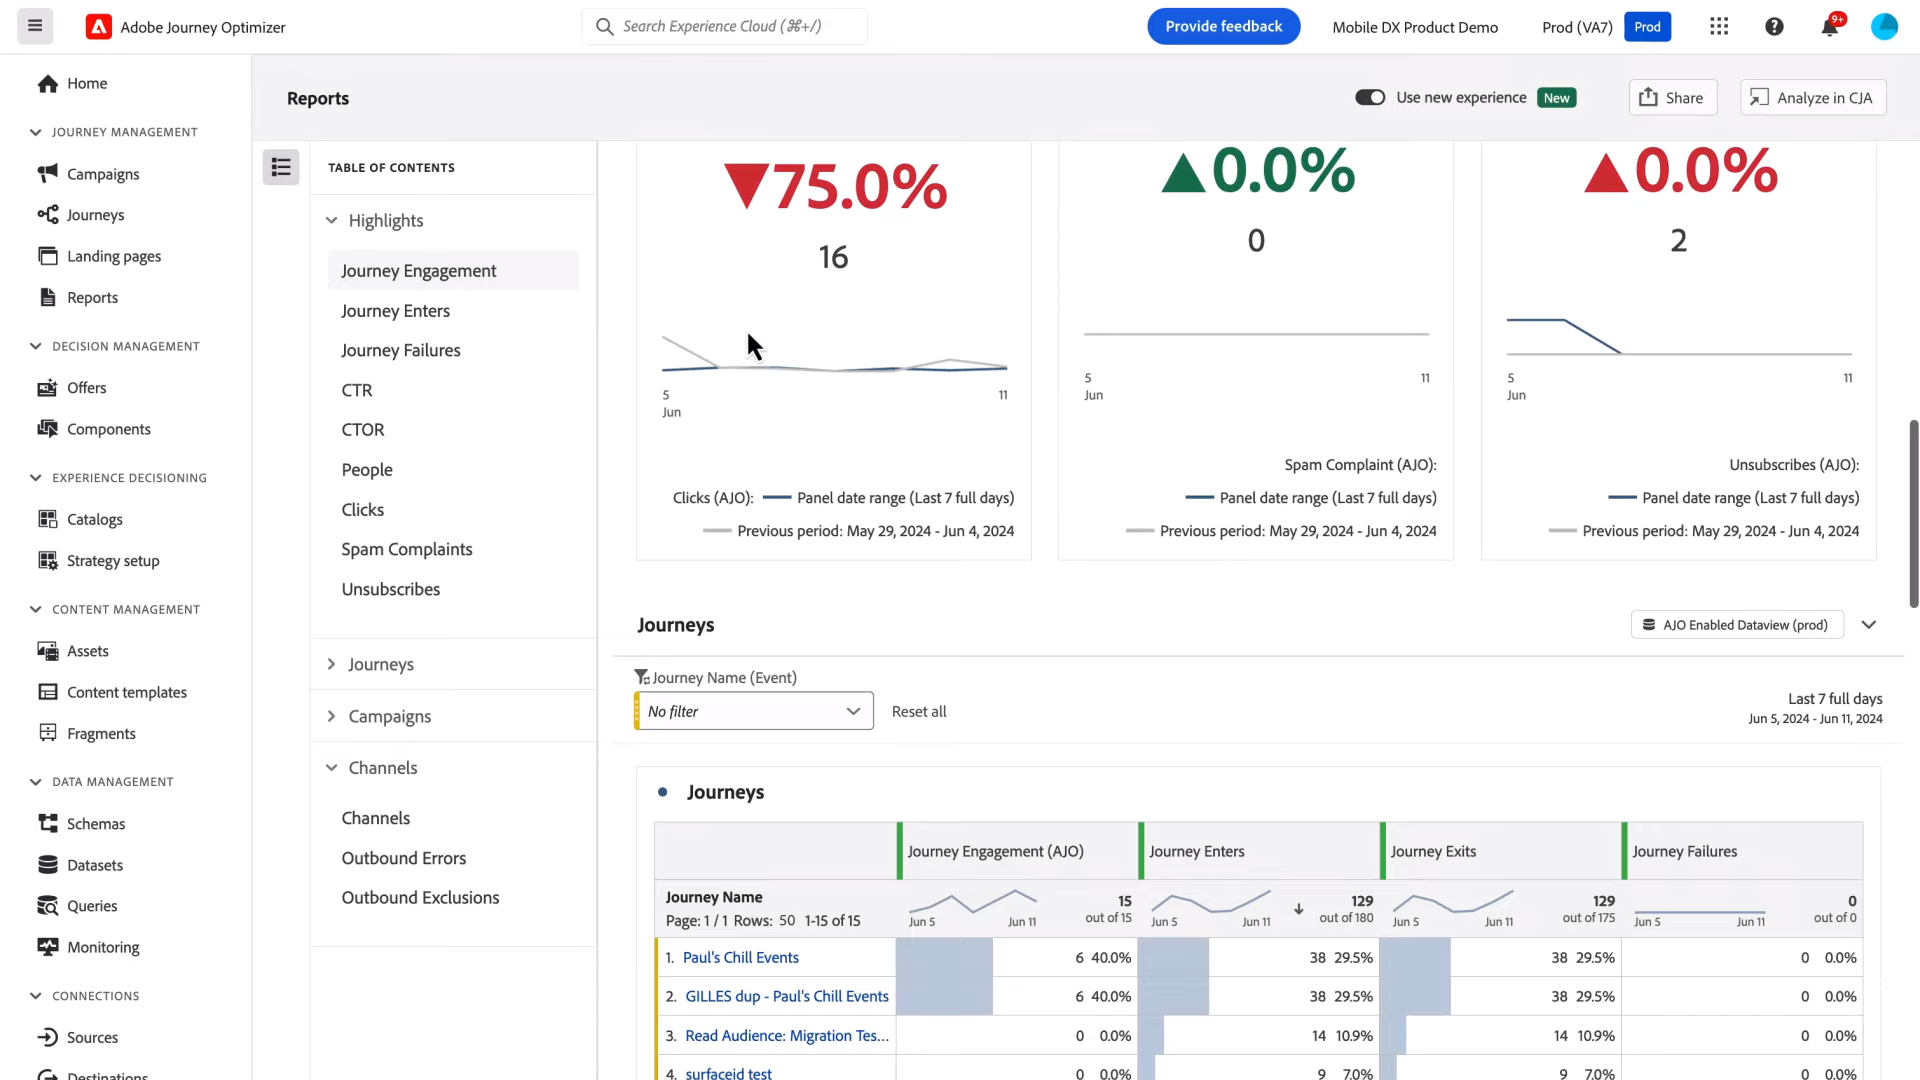 Adobe Journey Optimizer
Search Experience Cloud (⌘+/)
Provide feedback
Mobile DX Product Demo
Prod (VA7)
Prod
9+
Home
JOURNEY MANAGEMENT
Campaigns
Journeys
Landing pages
Reports
DECISION MANAGEMENT
Offers
Components
EXPERIENCE DECISIONING
Catalogs
Strategy setup
CONTENT MANAGEMENT
Assets
Content templates
Fragments
DATA MANAGEMENT
Schemas
Datasets
Queries
Monitoring
CONNECTIONS
Sources
Destinations
Reports
Use new experience
New
Share
Analyze in CJA
TABLE OF CONTENTS
Highlights
Journey Engagement
Journey Enters
Journey Failures
CTR
CTOR
People
Clicks
Spam Complaints
Unsubscribes
Journeys
Campaigns
Channels
Channels
Outbound Errors
Outbound Exclusions
▼75.0%
16
5
Jun
11
Clicks (AJO):
Panel date range (Last 7 full days)
Previous period: May 29, 2024 - Jun 4, 2024
▲0.0%
0
5
Jun
11
Spam Complaint (AJO):
Panel date range (Last 7 full days)
Previous period: May 29, 2024 - Jun 4, 2024
▲0.0%
2
5
Jun
11
Unsubscribes (AJO):
Panel date range (Last 7 full days)
Previous period: May 29, 2024 - Jun 4, 2024
Journeys
AJO Enabled Dataview (prod)
Journey Name (Event)
No filter
Reset all
Last 7 full days
Jun 5, 2024 - Jun 11, 2024
Journeys
Journey Engagement (AJO) Journey Enters Journey Exits Journey Failures
Journey Name
Page: 1 / 1 Rows: 50 1-15 of 15
Jun 5 Jun 11 15 out of 15
Jun 5 Jun 11 129 out of 180
Jun 5 Jun 11 129 out of 175
Jun 5 Jun 11 0 out of 0
1. Paul's Chill Events 6 40.0% 38 29.5% 38 29.5% 0 0.0%
2. GILLES dup - Paul's Chill Events 6 40.0% 38 29.5% 38 29.5% 0 0.0%
3. Read Audience: Migration Tes... 0 0.0% 14 10.9% 14 10.9% 0 0.0%
4. surfaceid test 0 0.0% 9 7.0% 9 7.0% 0 0.0%